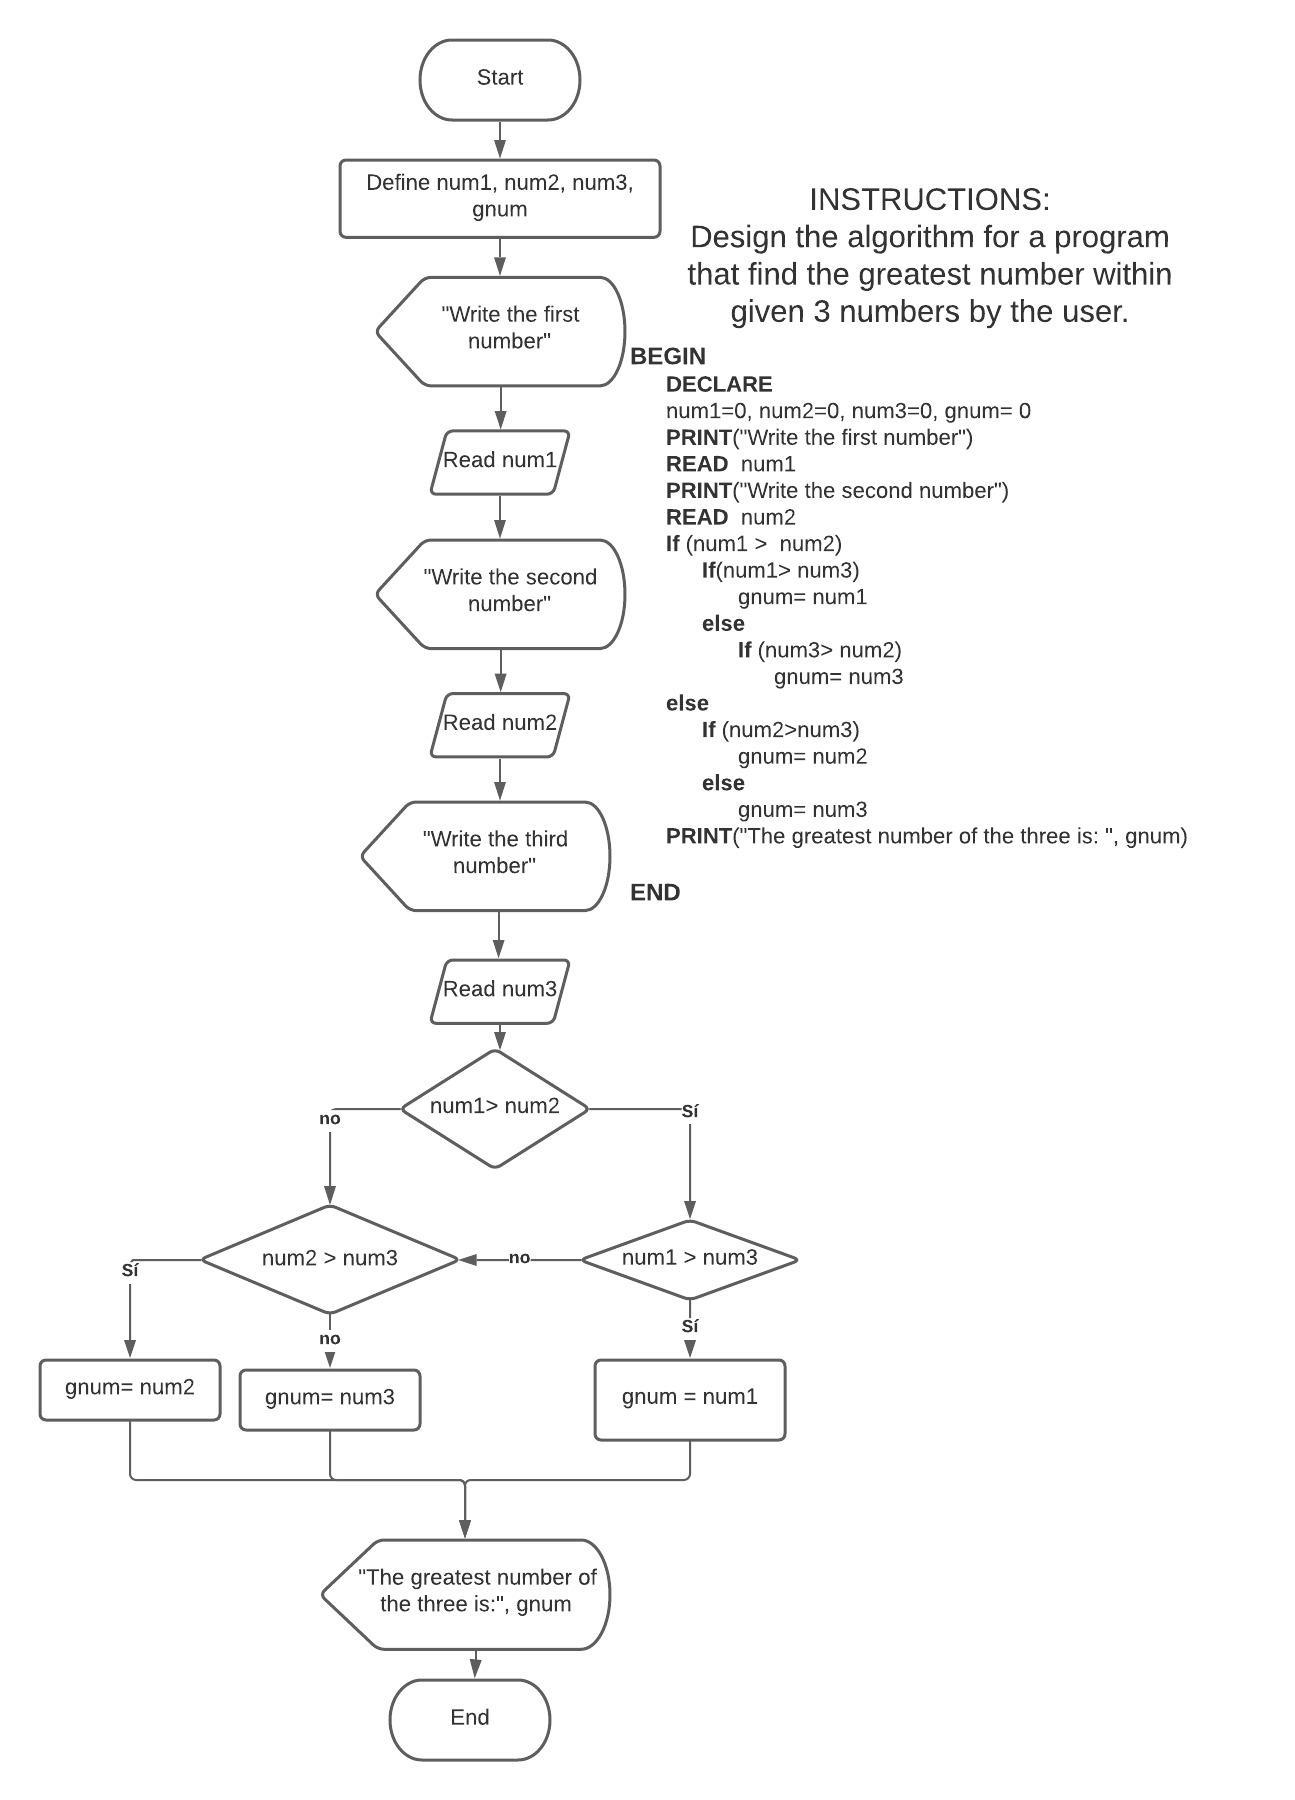 Start
Define num1, num2, num3,
gnum
"Write the first
number"
Read num1
"Write the second
number"
Read num2
"Write the third
number"
Read num3
num1> num2
no
Sí
num2 > num3
no
num1 > num3
Sí
no
Sí
gnum= num2
gnum= num3
gnum = num1
"The greatest number of
the three is:", gnum
End
INSTRUCTIONS:
Design the algorithm for a program
that find the greatest number within
given 3 numbers by the user.
BEGIN
DECLARE
num1=0, num2=0, num3=0, gnum= 0
PRINT("Write the first number")
READ  num1
PRINT("Write the second number")
READ  num2
If (num1 >  num2)
If(num1> num3)
gnum= num1
else
If (num3> num2)
gnum= num3
else
If (num2>num3)
gnum= num2
else
gnum= num3
PRINT("The greatest number of the three is: ", gnum)
END